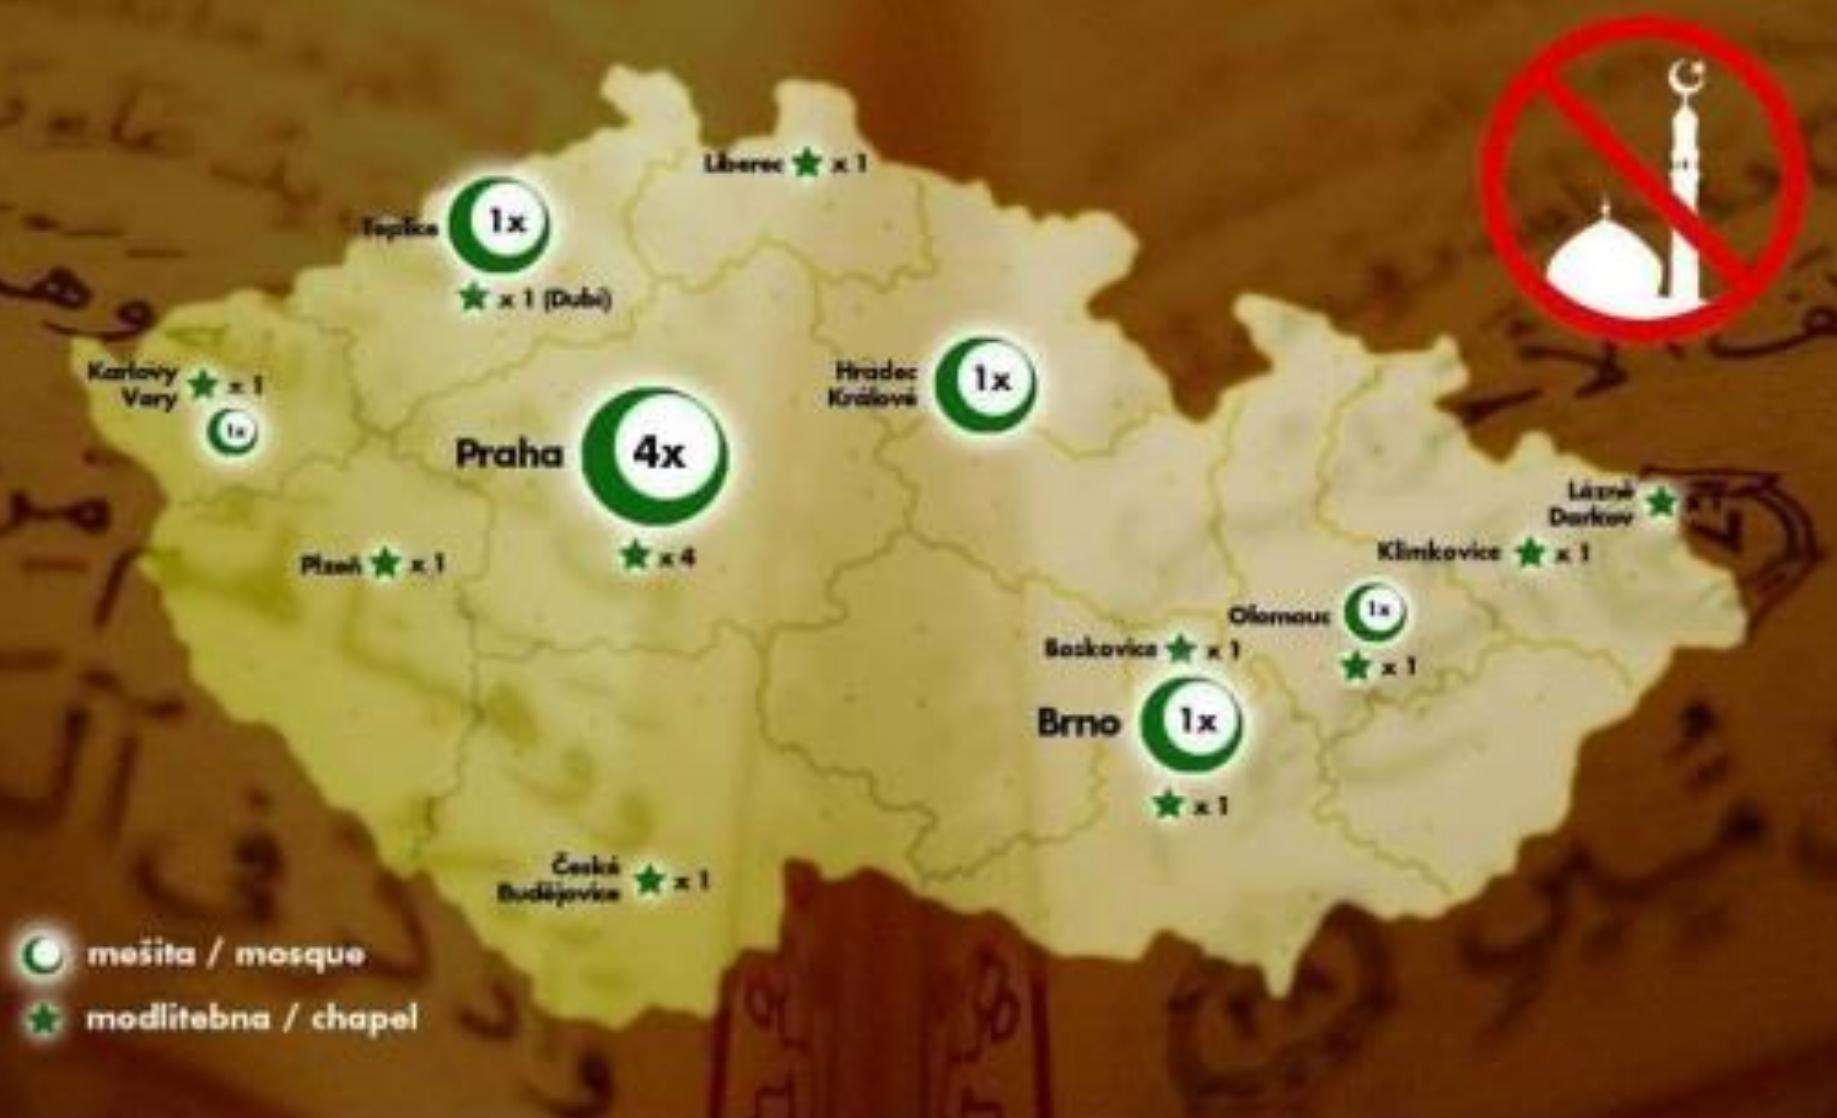 Liberec x 1
Teplice 1x
x 1 (Dubí)
Karlovy
Vary x 1
1x
Hradec
Králové 1x
Praha 4x
x 4
Plzeň x 1
Lázně
Darkov
Klimkovice x 1
Olomouc 1x
x 1
Boskovice x 1
Brno 1x
x 1
České
Budějovice x 1
mešita / mosque
modlitebna / chapel